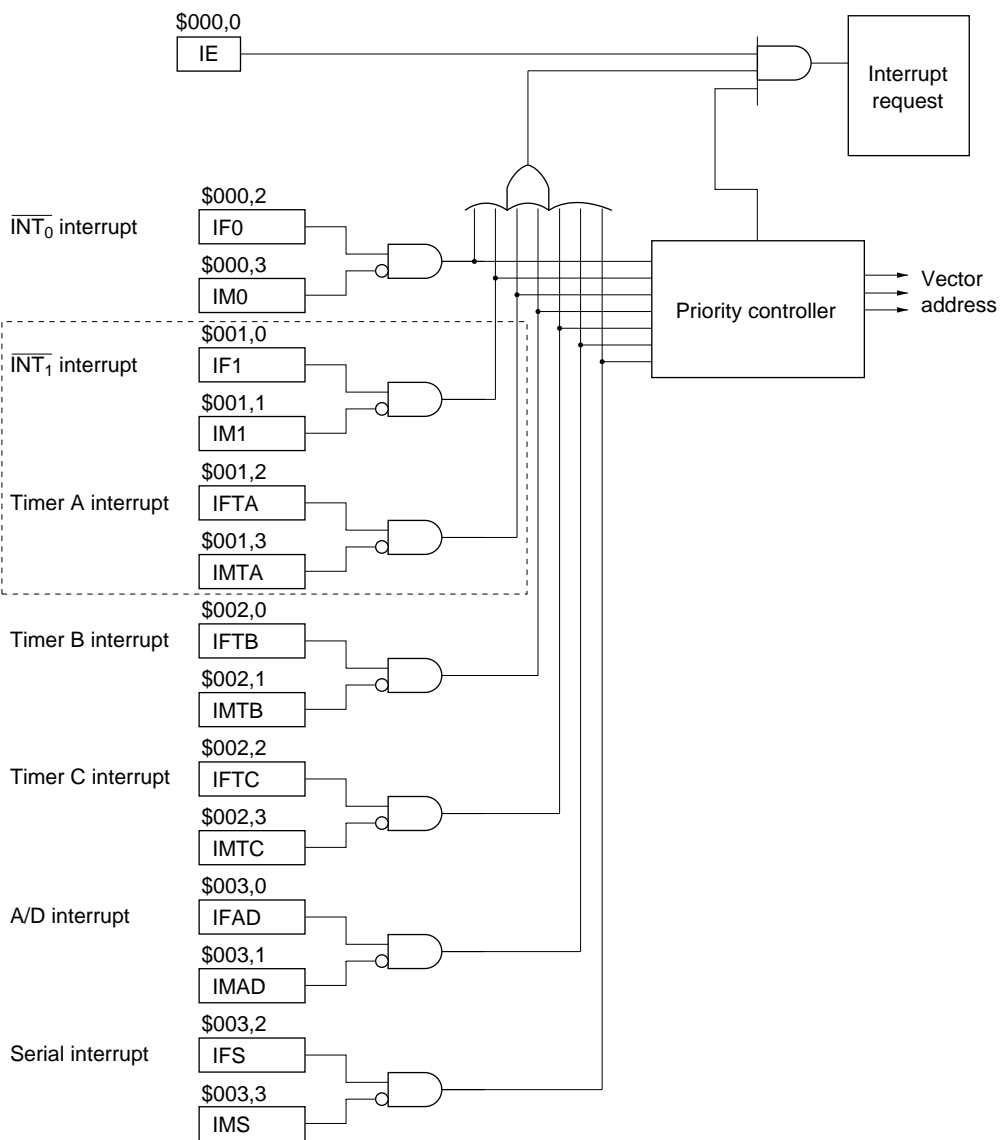 $000,0
IE
Interrupt
request
$000,2
INT0 interrupt
IF0
$000,3
IM0
Priority controller
Vector
address
$001,0
INT1 interrupt
IF1
$001,1
IM1
$001,2
Timer A interrupt
IFTA
$001,3
IMTA
$002,0
Timer B interrupt
IFTB
$002,1
IMTB
$002,2
Timer C interrupt
IFTC
$002,3
IMTC
$003,0
A/D interrupt
IFAD
$003,1
IMAD
$003,2
Serial interrupt
IFS
$003,3
IMS